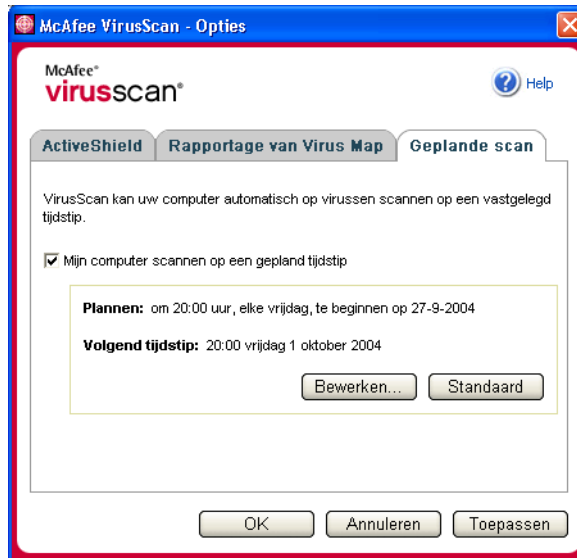 McAfee VirusScan - Opties
McAfee®
virusscan®
? Help
ActiveShield
Rapportage van Virus Map
Geplande scan
VirusScan kan uw computer automatisch op virussen scannen op een vastgelegd
tijdstip.
Mijn computer scannen op een gepland tijdstip
Plannen: om 20:00 uur, elke vrijdag, te beginnen op 27-9-2004
Volgend tijdstip: 20:00 vrijdag 1 oktober 2004
Bewerken...
Standaard
OK
Annuleren
Toepassen